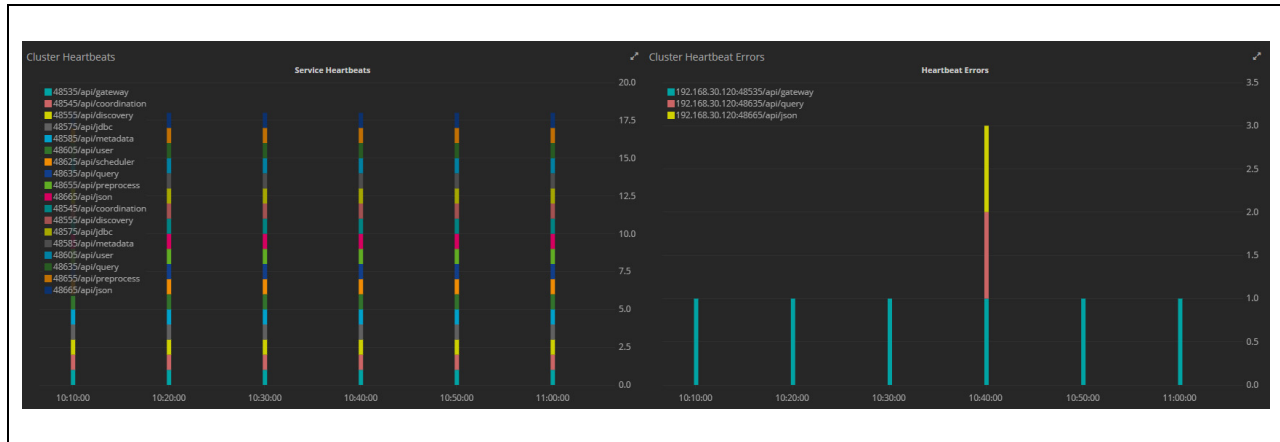 Cluster Heartbeats
Service Heartbeats
48535/api/gateway
48545/api/coordination
48555/api/discovery
48575/api/jdbc
48585/api/metadata
48605/api/user
48625/api/scheduler
48635/api/query
48655/api/preprocess
48665/api/json
48545/api/coordination
48555/api/discovery
48575/api/jdbc
48585/api/metadata
48605/api/user
48635/api/query
48655/api/preprocess
48665/api/json
20.0
17.5
15.0
12.5
10.0
7.5
5.0
2.5
0.0
10:10:00 10:20:00 10:30:00 10:40:00 10:50:00 11:00:00
Cluster Heartbeat Errors
Heartbeat Errors
192.168.30.120:48535/api/gateway
192.168.30.120:48635/api/query
192.168.30.120:48665/api/json
3.5
3.0
2.5
2.0
1.5
1.0
0.5
0.0
10:10:00 10:20:00 10:30:00 10:40:00 10:50:00 11:00:00